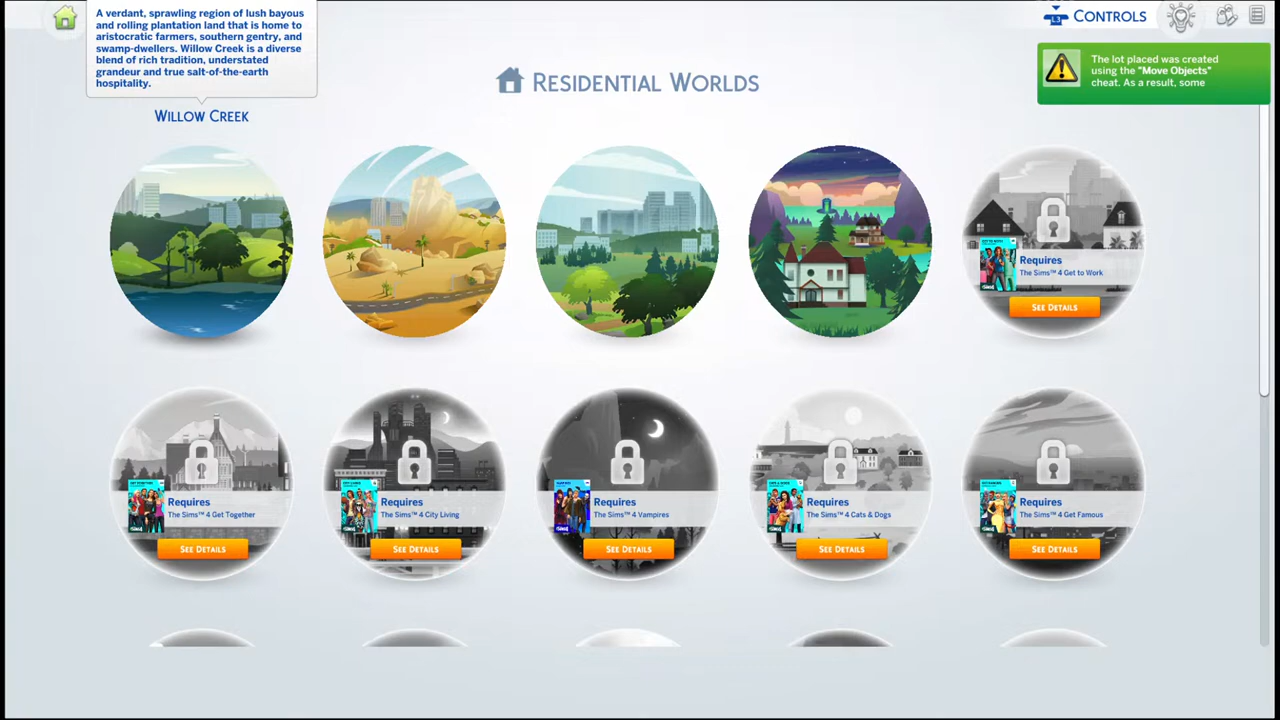 A verdant, sprawling region of lush bayous
and rolling plantation land that is home to
aristocratic farmers, southern gentry, and
swamp-dwellers. Willow Creek is a diverse
blend of rich tradition, understated
grandeur and true salt-of-the-earth
hospitality.
WILLOW CREEK
RESIDENTIAL WORLDS
L3 CONTROLS
The lot placed was created
using the "Move Objects"
cheat. As a result, some
Requires
The Sims™ 4 Get to Work
SEE DETAILS
Requires
The Sims™ 4 Get Together
SEE DETAILS
Requires
The Sims™ 4 City Living
SEE DETAILS
Requires
The Sims™ 4 Vampires
SEE DETAILS
Requires
The Sims™ 4 Cats & Dogs
SEE DETAILS
Requires
The Sims™ 4 Get Famous
SEE DETAILS